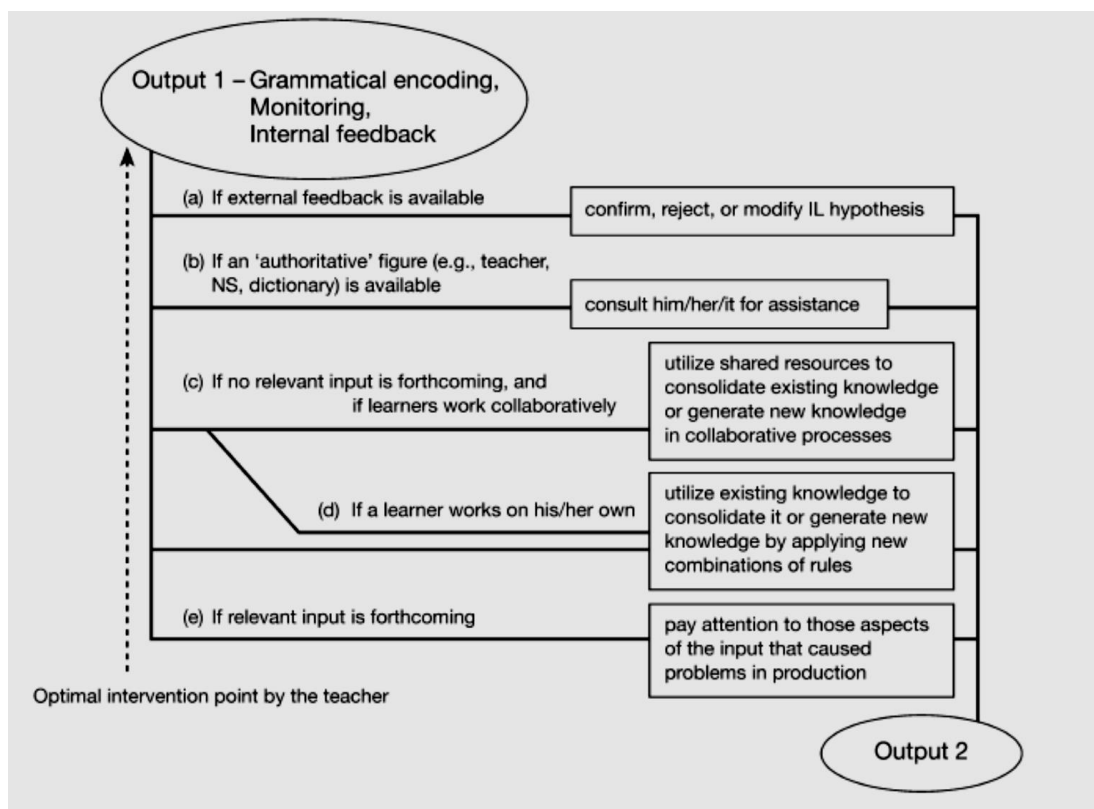 Output 1 – Grammatical encoding,
Monitoring,
Internal feedback
(a) If external feedback is available
confirm, reject, or modify IL hypothesis
(b) If an ‘authoritative’ figure (e.g., teacher,
NS, dictionary) is available
consult him/her/it for assistance
(c) If no relevant input is forthcoming, and
if learners work collaboratively
utilize shared resources to
consolidate existing knowledge
or generate new knowledge
in collaborative processes
(d) If a learner works on his/her own
utilize existing knowledge to
consolidate it or generate new
knowledge by applying new
combinations of rules
(e) If relevant input is forthcoming
pay attention to those aspects
of the input that caused
problems in production
Optimal intervention point by the teacher
Output 2